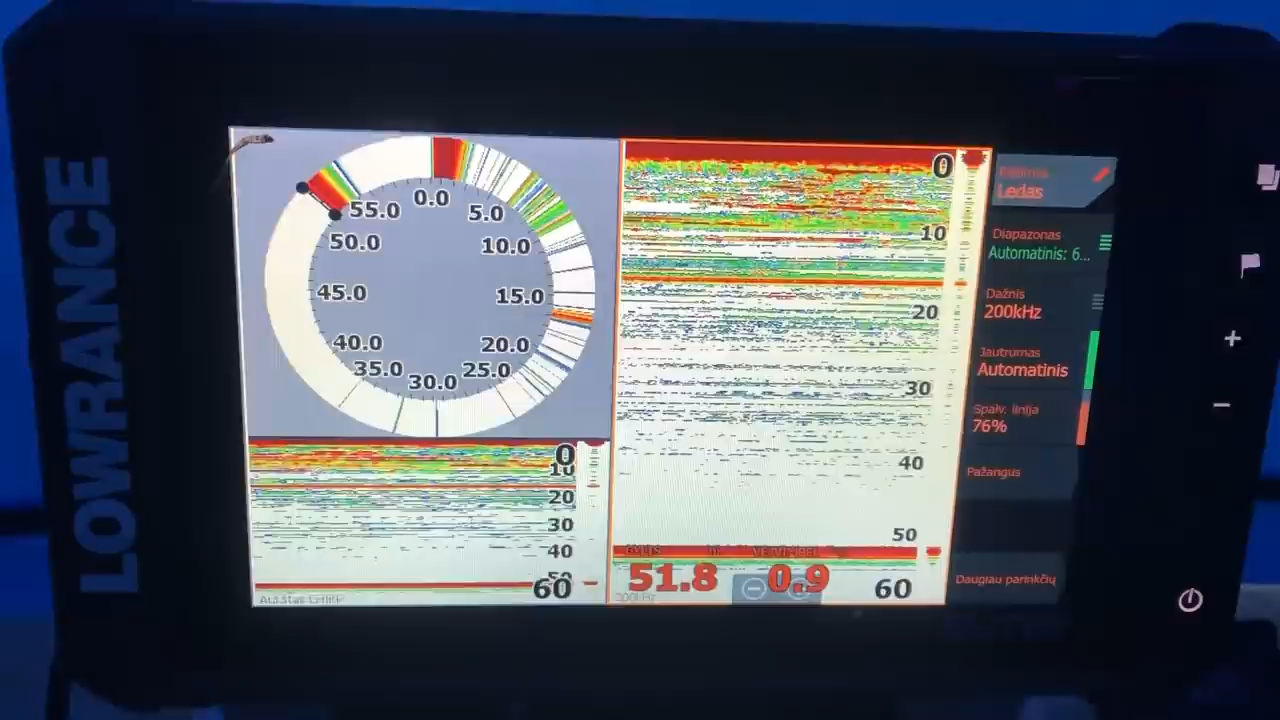 LOWRANCE
0.0
5.0
10.0
15.0
20.0
25.0
30.0
35.0
40.0
45.0
50.0
55.0
0
10
20
30
40
60
0
10
20
30
40
50
60
51.8
0.9
Ledas
Diapazonas
Automatinis: 6...
Dažnis
200kHz
Jautrumas
Automatinis
Spalv. linija
76%
Pažangus
Daugiau parinkčių